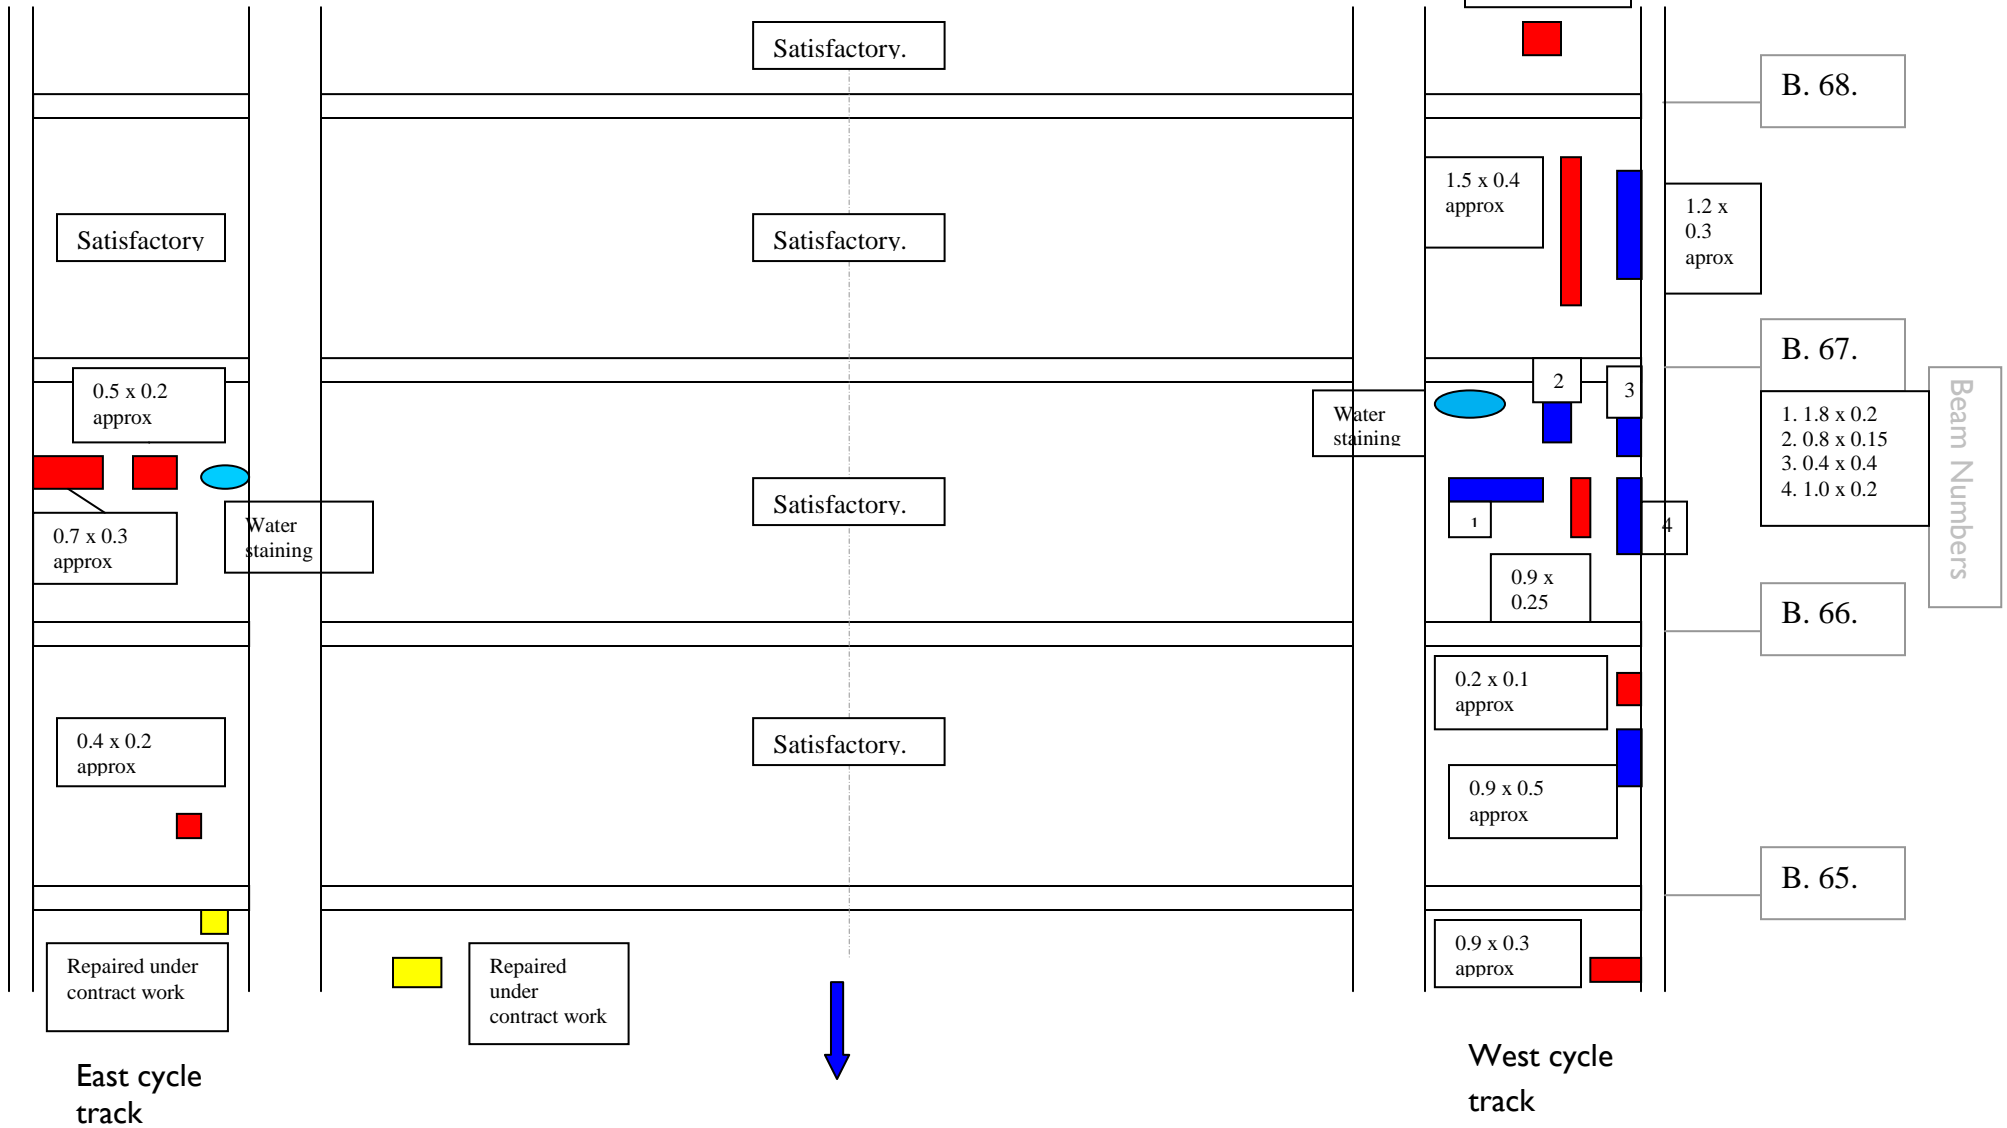 Satisfactory.
B. 68.
Satisfactory
Satisfactory.
1.5 x 0.4
approx
1.2 x
0.3
aprox
B. 67.
0.5 x 0.2
approx
Water
staining
2
3
1. 1.8 x 0.2
2. 0.8 x 0.15
3. 0.4 x 0.4
4. 1.0 x 0.2
Beam Numbers
0.7 x 0.3
approx
Water
staining
Satisfactory.
1
4
0.9 x
0.25
B. 66.
0.4 x 0.2
approx
Satisfactory.
0.2 x 0.1
approx
0.9 x 0.5
approx
B. 65.
Repaired under
contract work
Repaired
under
contract work
0.9 x 0.3
approx
East cycle
track
West cycle
track